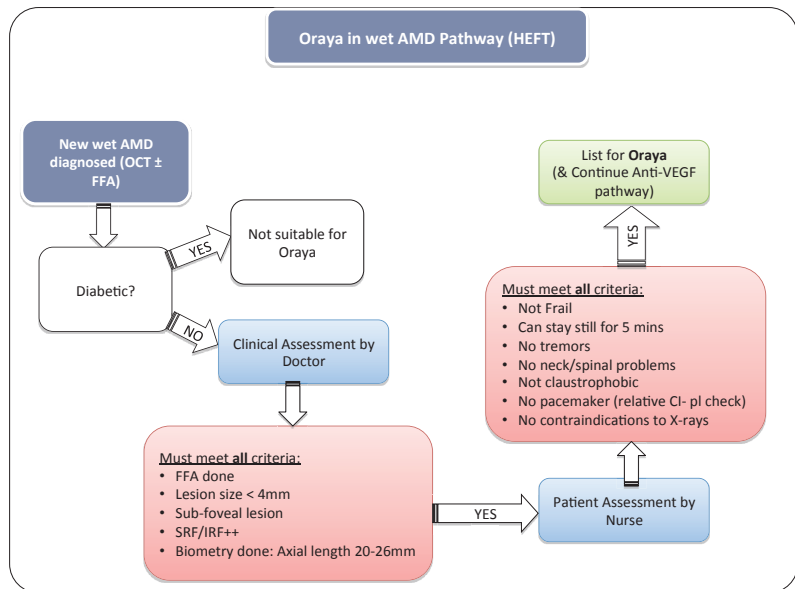 Oraya in wet AMD Pathway (HEFT)
New wet AMD
diagnosed (OCT ±
FFA)
Diabetic?
YES
Not suitable for
Oraya
NO
Clinical Assessment by
Doctor
Must meet all criteria:
• FFA done
• Lesion size < 4mm
• Sub-foveal lesion
• SRF/IRF++
• Biometry done: Axial length 20-26mm
YES
Patient Assessment by
Nurse
Must meet all criteria:
• Not Frail
• Can stay still for 5 mins
• No tremors
• No neck/spinal problems
• Not claustrophobic
• No pacemaker (relative CI- pl check)
• No contraindications to X-rays
YES
List for Oraya
(& Continue Anti-VEGF
pathway)